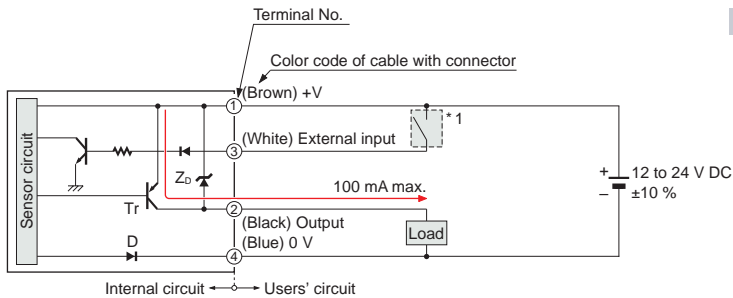 Terminal No.
Color code of cable with connector
(Brown) +V
1
* 1
(White) External input
3
Sensor circuit
ZD
100 mA max.
+ 12 to 24 V DC
– ±10 %
Tr
2
(Black) Output
Load
D
(Blue) 0 V
4
Internal circuit
Users' circuit